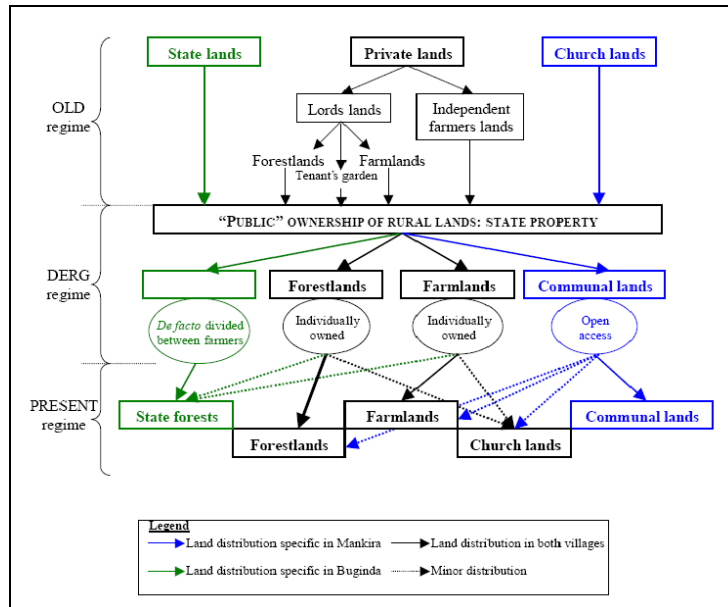 State lands
Private lands
Church lands
OLD
regime
Lords lands
Independent
farmers lands
Forestlands
Farmlands
Tenant's garden
“PUBLIC” OWNERSHIP OF RURAL LANDS: STATE PROPERTY
DERG
regime
Forestlands
Farmlands
Communal lands
De facto divided
between farmers
Individually
owned
Individually
owned
Open
access
PRESENT
regime
State forests
Farmlands
Communal lands
Forestlands
Church lands
Legend
Land distribution specific in Mankira
Land distribution in both villages
Land distribution specific in Buginda
Minor distribution